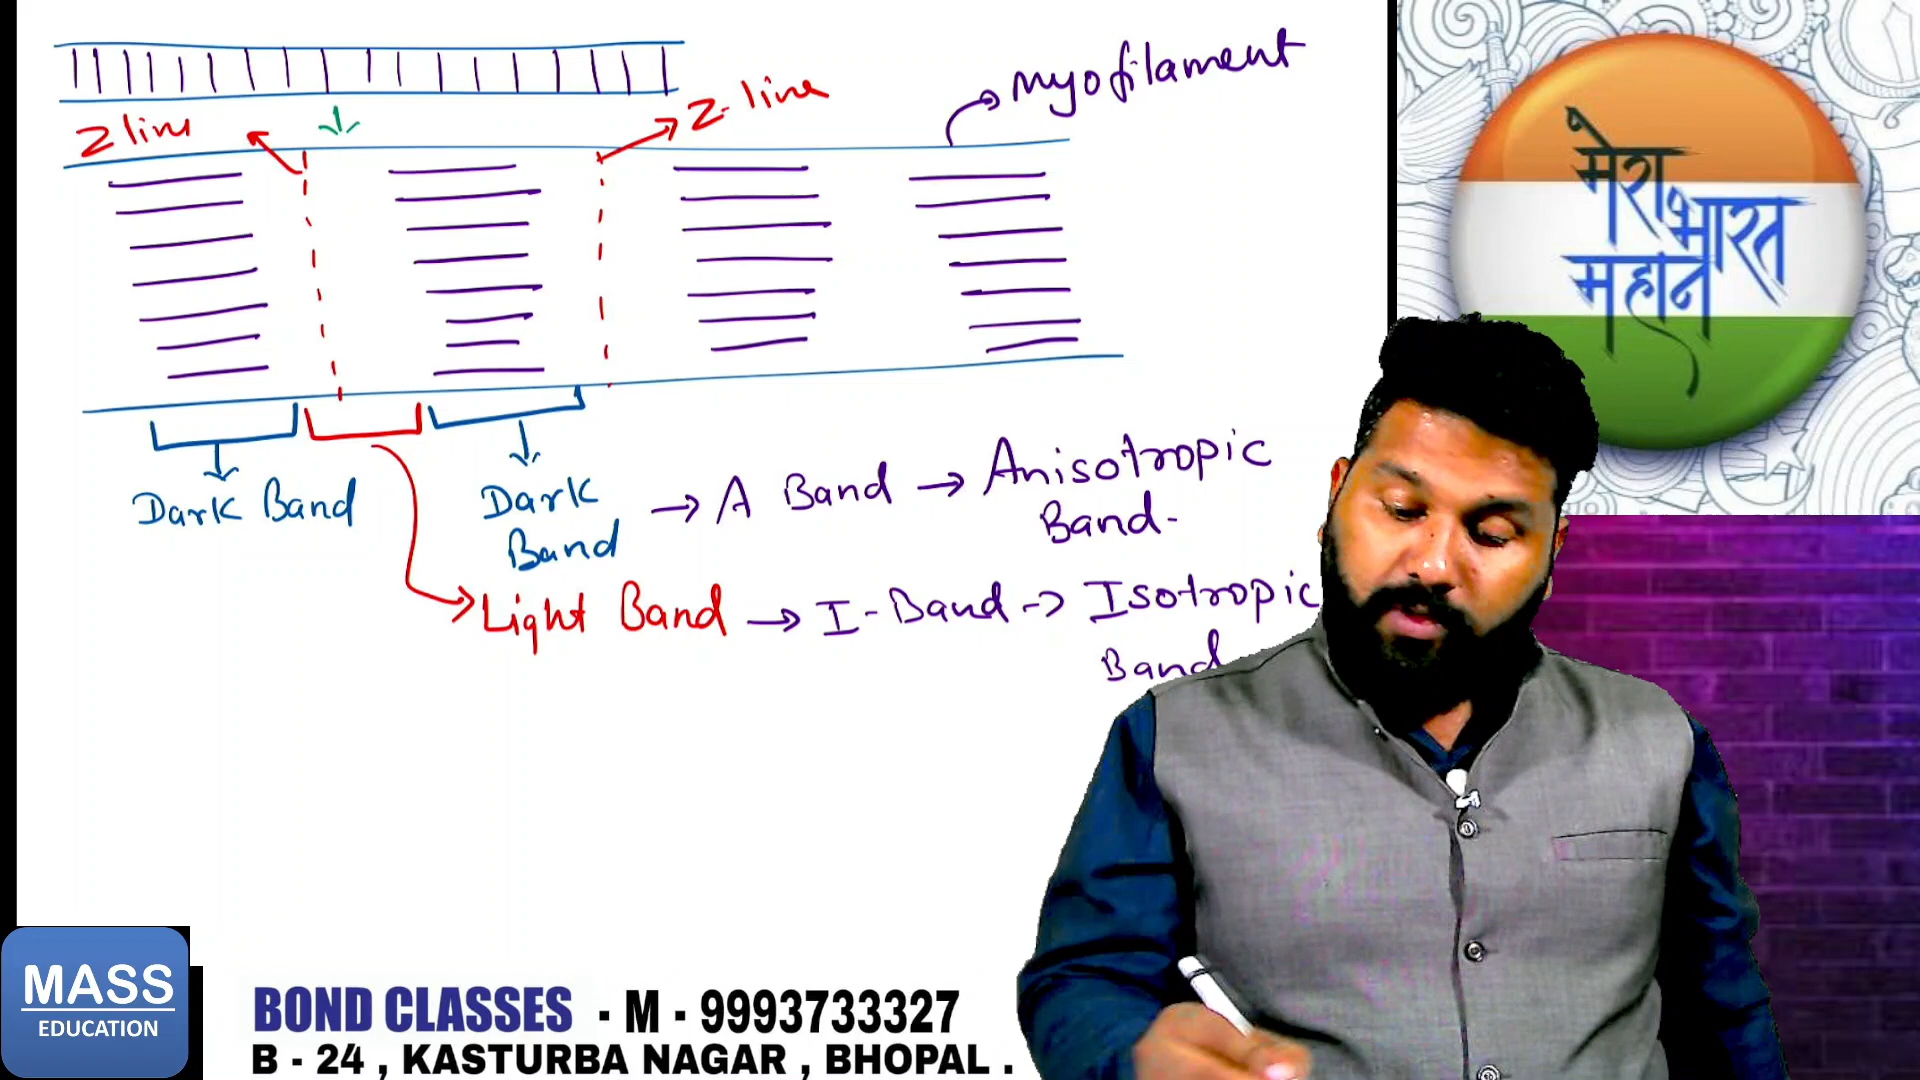 myofilament
Z line
Z-line
Dark Band
Dark
Band
→ A Band → Anisotropic
Band-
Light Band → I-Band -> Isotropic
Band
मेरा
भारत
महान
MASS
EDUCATION
BOND CLASSES - M - 9993733327
B - 24 , KASTURBA NAGAR , BHOPAL .